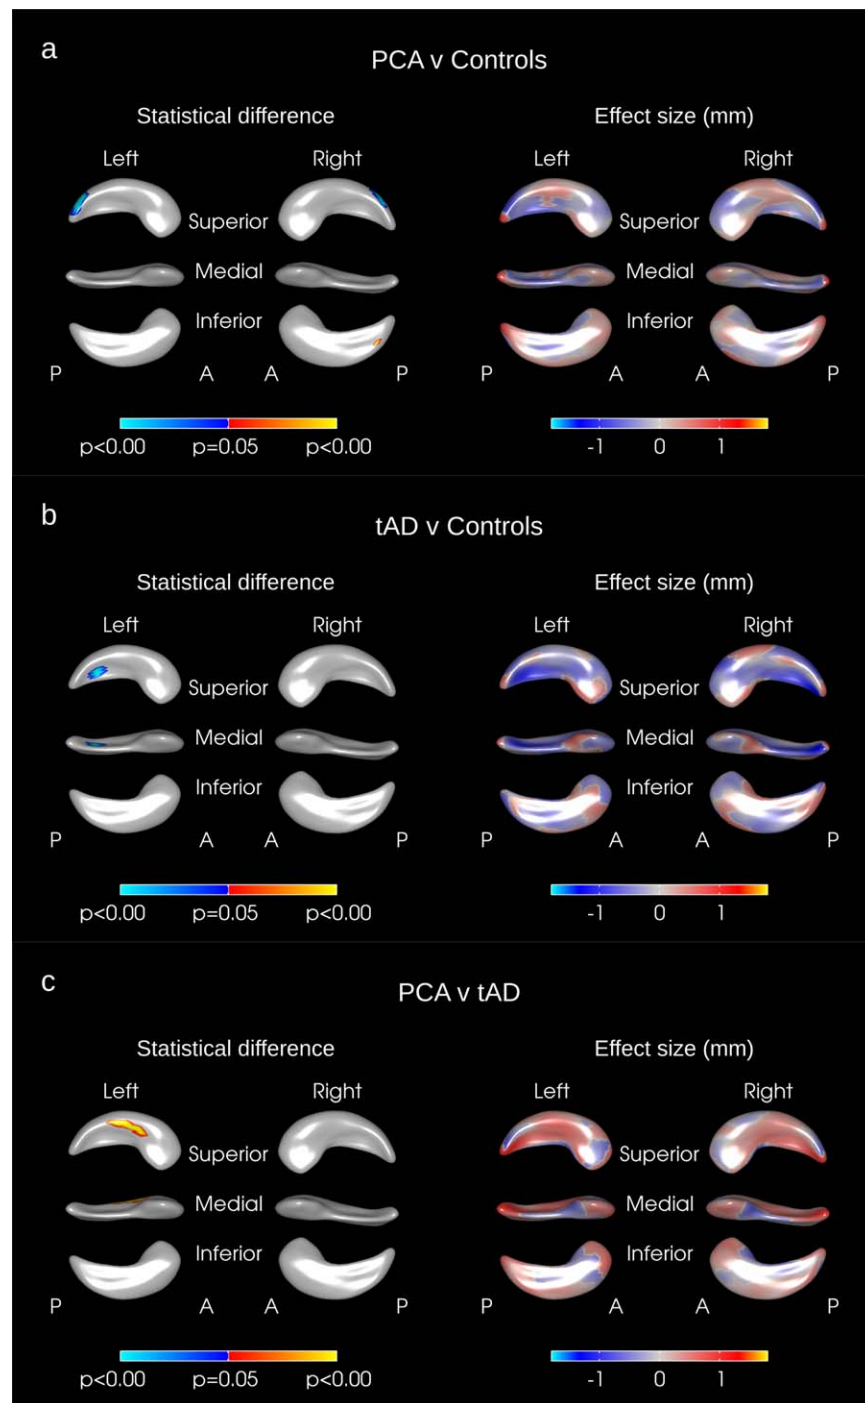 a
PCA v Controls
Statistical difference Effect size (mm)
Left Right Left Right
Superior Superior
Medial Medial
Inferior Inferior
P A A P P A A P
p<0.00 p=0.05 p<0.00 -1 0 1
b
tAD v Controls
Statistical difference Effect size (mm)
Left Right Left Right
Superior Superior
Medial Medial
Inferior Inferior
P A A P P A A P
p<0.00 p=0.05 p<0.00 -1 0 1
c
PCA v tAD
Statistical difference Effect size (mm)
Left Right Left Right
Superior Superior
Medial Medial
Inferior Inferior
P A A P P A A P
p<0.00 p=0.05 p<0.00 -1 0 1